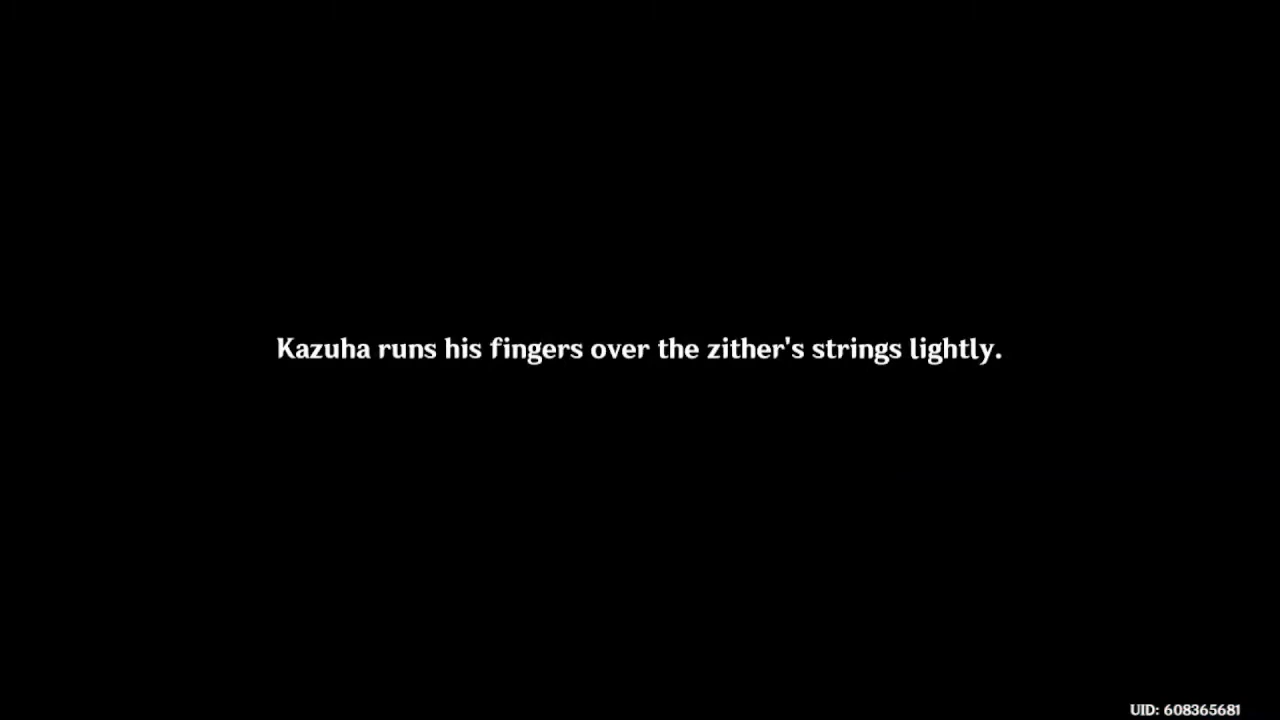 Kazuha runs his fingers over the zither's strings lightly.
UID: 608365681